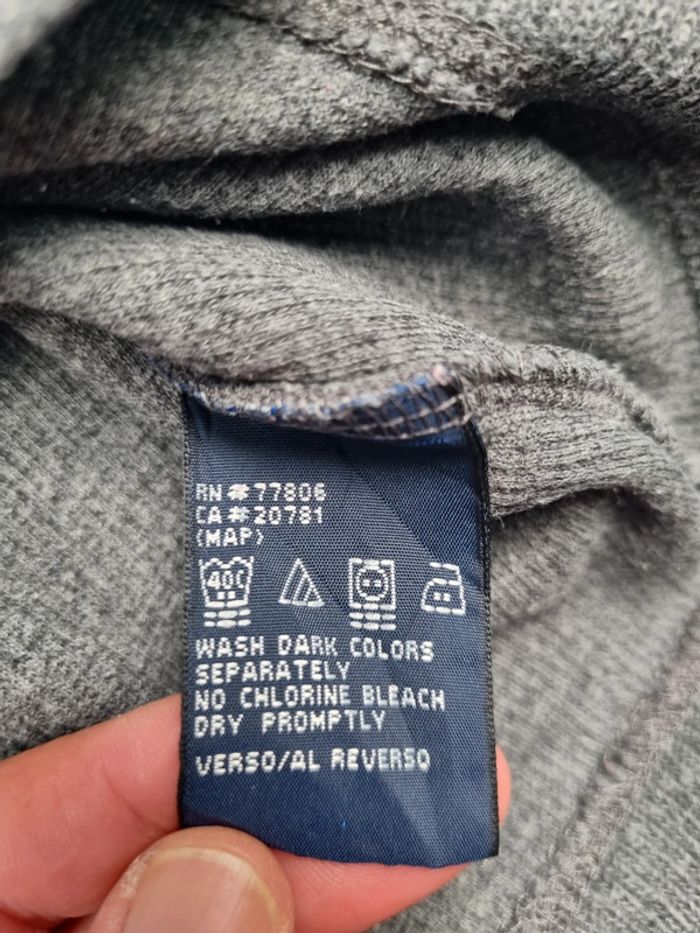 RN #77806
CA #20781
(MAP)
40C
WASH DARK COLORS
SEPARATELY
NO CHLORINE BLEACH
DRY PROMPTLY
VERSO/AL REVERSO